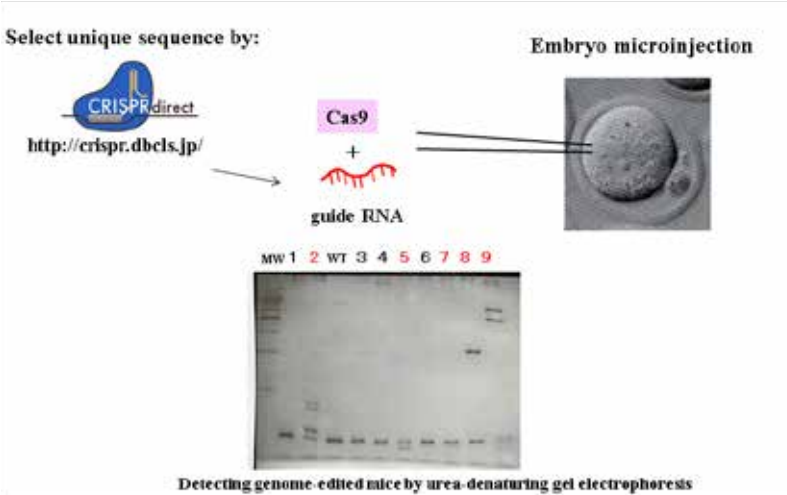 Select unique sequence by:
CRISPRdirect
http://crispr.dbcls.jp/
Embryo microinjection
Cas9
+
guide RNA
MW 1 2 WT 3 4 5 6 7 8 9
Detecting genome-edited mice by urea-denaturing gel electrophoresis